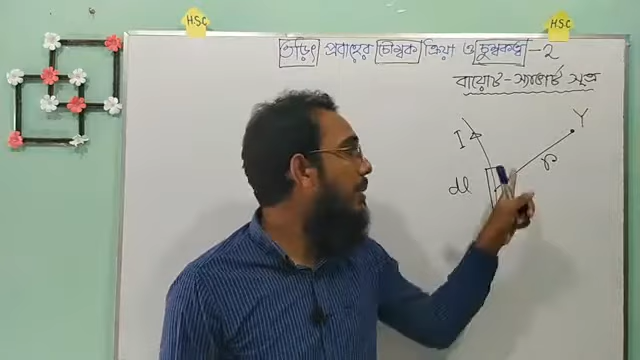 HSC
HSC
তড়িৎ প্রবাহের চৌম্বক ক্রিয়া ও চুম্বকত্ব -2
বায়োট-স্যাভার্ট সূত্র
Y
I
r
dl